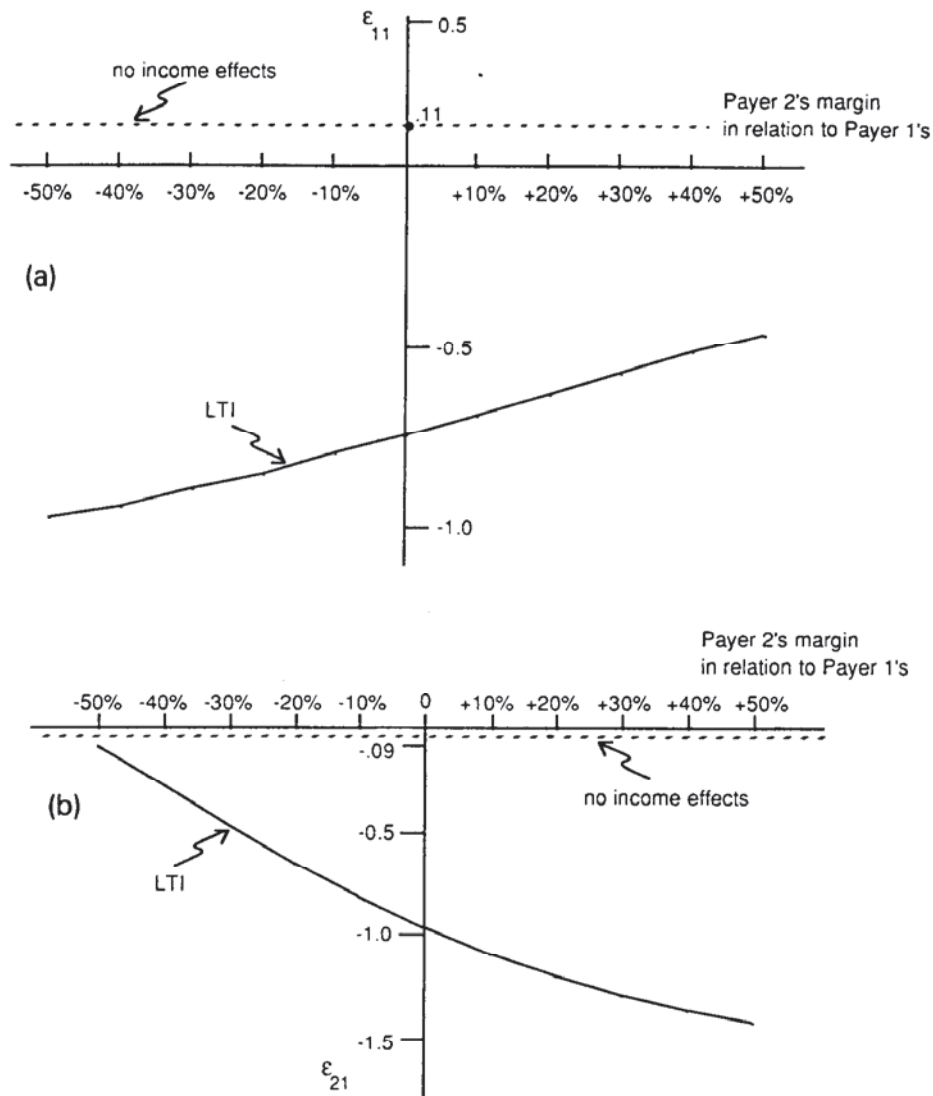 ε11
0.5
no income effects
.11
Payer 2's margin
in relation to Payer 1's
-50% -40% -30% -20% -10% +10% +20% +30% +40% +50%
(a)
-0.5
LTI
-1.0
Payer 2's margin
in relation to Payer 1's
-50% -40% -30% -20% -10% 0 +10% +20% +30% +40% +50%
-.09
no income effects
(b)
-0.5
LTI
-1.0
-1.5
ε21